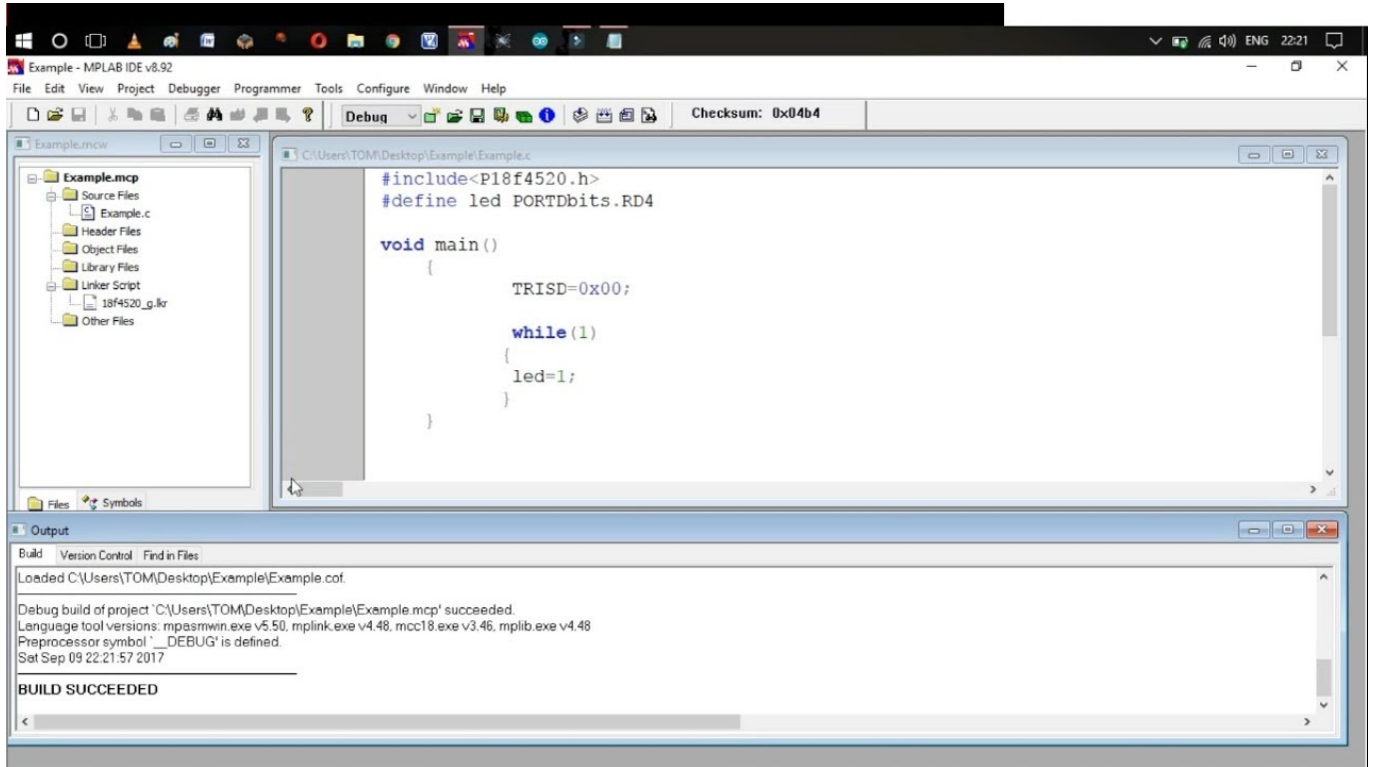 ENG 22:21
Example - MPLAB IDE v8.92
File Edit View Project Debugger Programmer Tools Configure Window Help
Debug Checksum: 0x04b4
Example.mcw
C:\Users\TOM\Desktop\Example\Example.c
Example.mcp
Source Files
Example.c
Header Files
Object Files
Library Files
Linker Script
18f4520_g.lkr
Other Files
Files Symbols
#include<P18f4520.h>
#define led PORTDbits.RD4
void main()
{
TRISD=0x00;
while(1)
{
led=1;
}
}
Output
Build Version Control Find in Files
Loaded C:\Users\TOM\Desktop\Example\Example.cof.
Debug build of project `C:\Users\TOM\Desktop\Example\Example.mcp' succeeded.
Language tool versions: mpasmwin.exe v5.50, mplink.exe v4.48, mcc18.exe v3.46, mplib.exe v4.48
Preprocessor symbol `__DEBUG' is defined.
Sat Sep 09 22:21:57 2017
BUILD SUCCEEDED